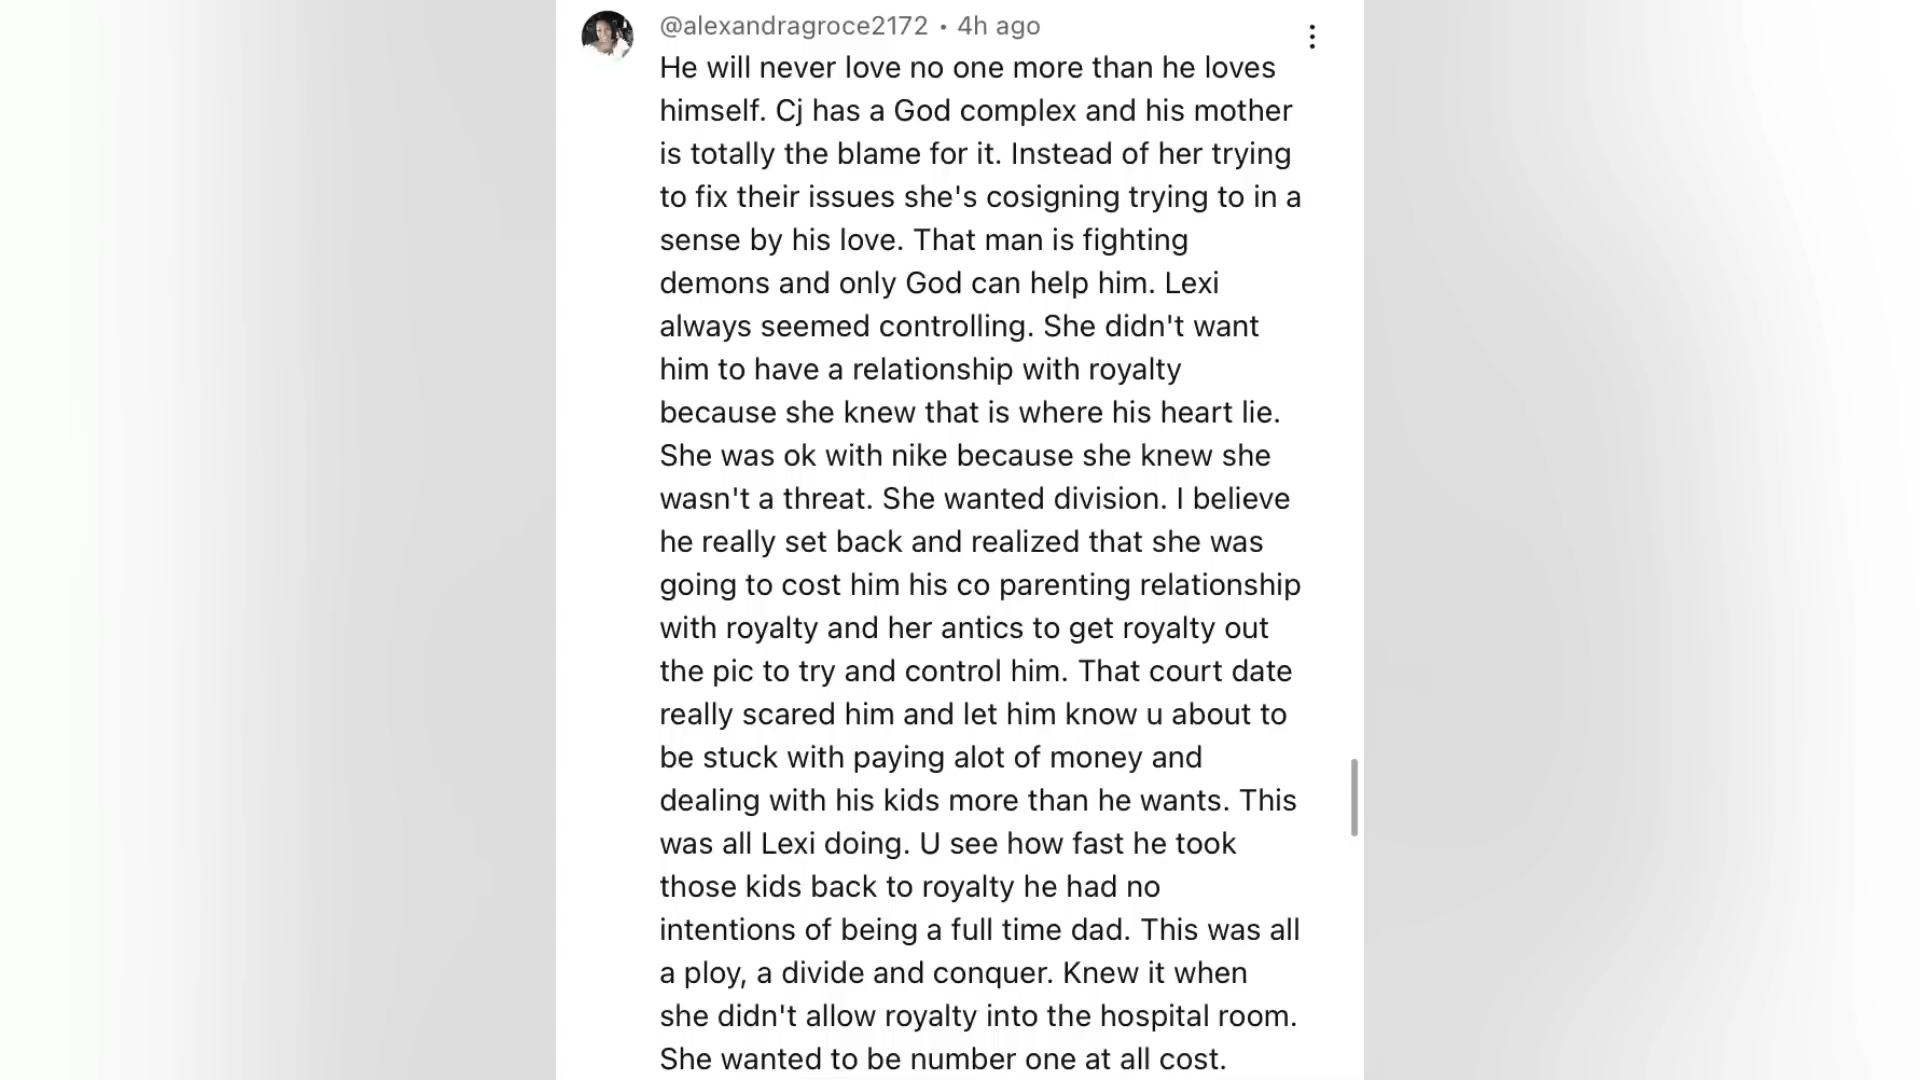 @alexandragroce2172 • 4h ago
He will never love no one more than he loves
himself. Cj has a God complex and his mother
is totally the blame for it. Instead of her trying
to fix their issues she's cosigning trying to in a
sense by his love. That man is fighting
demons and only God can help him. Lexi
always seemed controlling. She didn't want
him to have a relationship with royalty
because she knew that is where his heart lie.
She was ok with nike because she knew she
wasn't a threat. She wanted division. I believe
he really set back and realized that she was
going to cost him his co parenting relationship
with royalty and her antics to get royalty out
the pic to try and control him. That court date
really scared him and let him know u about to
be stuck with paying alot of money and
dealing with his kids more than he wants. This
was all Lexi doing. U see how fast he took
those kids back to royalty he had no
intentions of being a full time dad. This was all
a ploy, a divide and conquer. Knew it when
she didn't allow royalty into the hospital room.
She wanted to be number one at all cost.